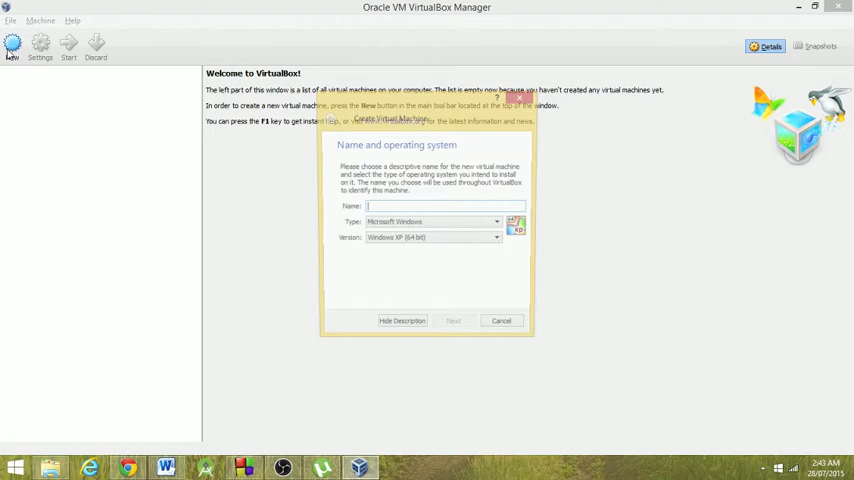 Oracle VM VirtualBox Manager
File Machine Help
New Settings Start Discard
Details Snapshots
Welcome to VirtualBox!
The left part of this window is a list of all virtual machines on your computer. The list is empty now because you haven't created any virtual machines yet.
In order to create a new virtual machine, press the New button in the main tool bar located at the top of the window.
You can press the F1 key to get instant help, or visit www.virtualbox.org for the latest information and news.
Create Virtual Machine
Name and operating system
Please choose a descriptive name for the new virtual machine
and select the type of operating system you intend to install
on it. The name you choose will be used throughout VirtualBox
to identify this machine.
Name:
Type: Microsoft Windows
64
xp
Version: Windows XP (64 bit)
Hide Description Next Cancel
2:43 AM
28/07/2015